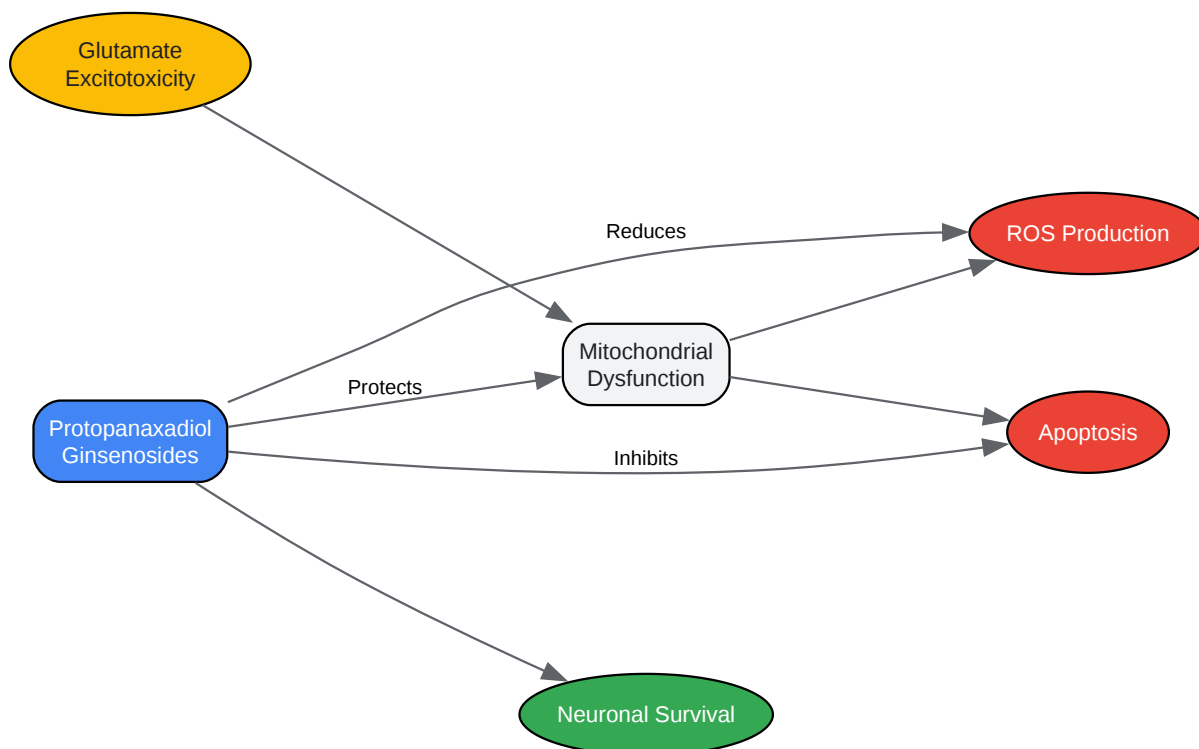 Glutamate
Excitotoxicity
Reduces
ROS Production
Mitochondrial
Dysfunction
Protects
Protopanaxadiol
Ginsenosides
Inhibits
Apoptosis
Neuronal Survival